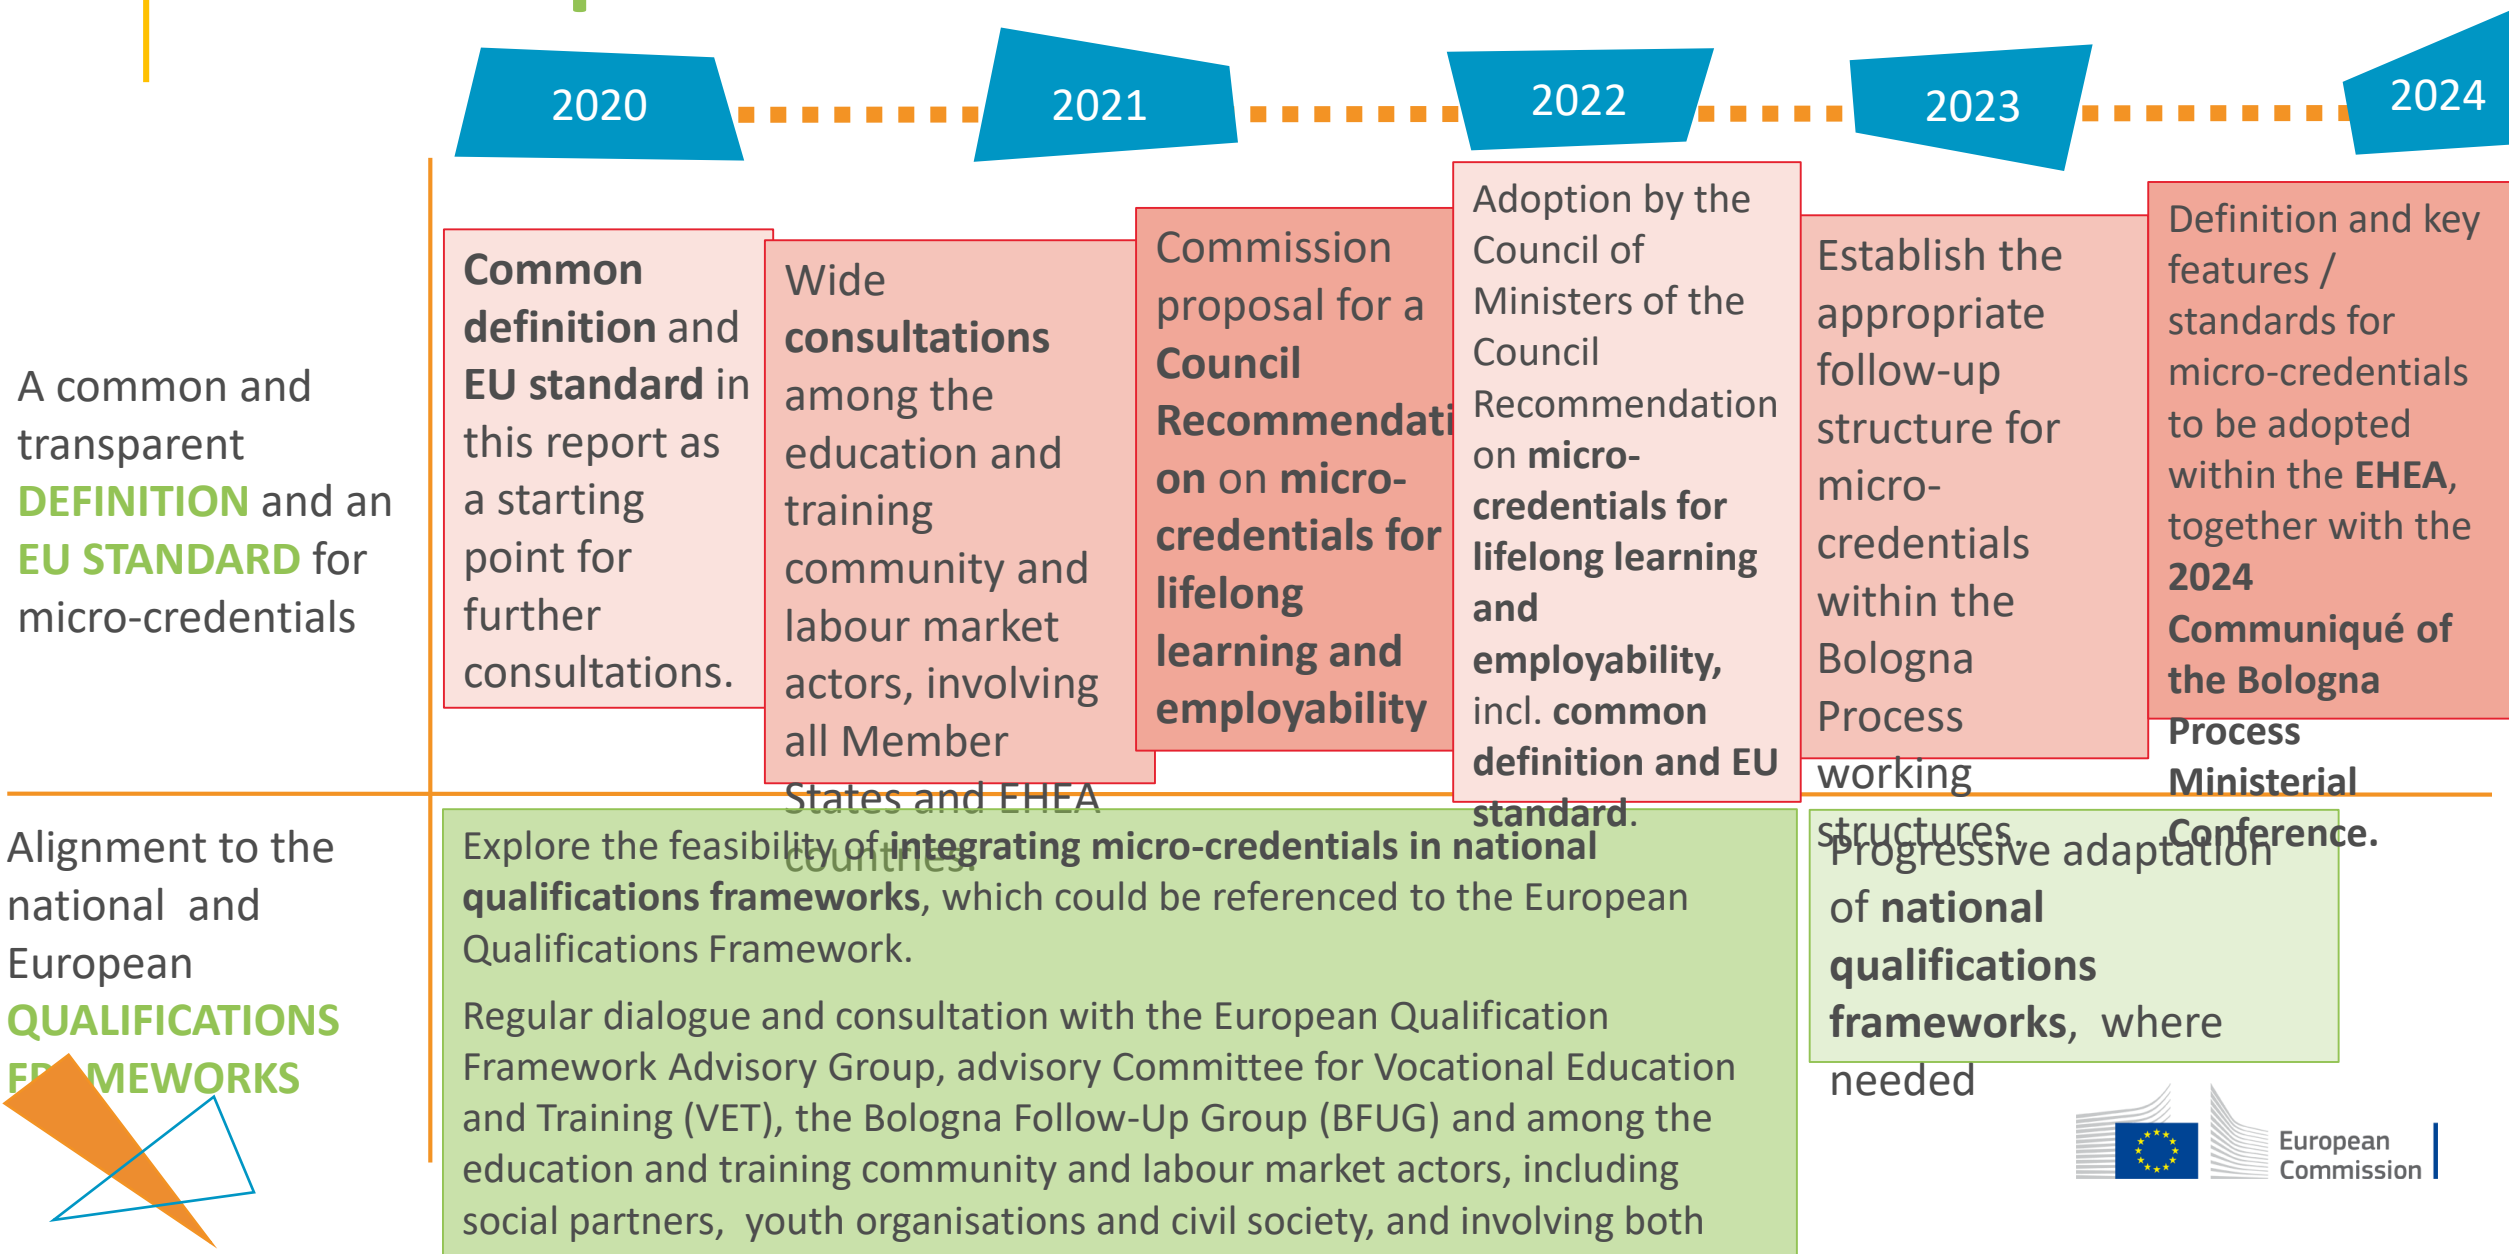 2020
2021
2022
2023
2024
A common and
transparent
DEFINITION and an
EU STANDARD for
micro-credentials
Common
definition and
EU standard in
this report as
a starting
point for
further
consultations.
Wide
consultations
among the
education and
training
community and
labour market
actors, involving
all Member
States and EHEA
countries.
Commission
proposal for a
Council
Recommendati
on on micro-
credentials for
lifelong
learning and
employability
Adoption by the
Council of
Ministers of the
Council
Recommendation
on micro-
credentials for
lifelong learning
and
employability,
incl. common
definition and EU
standard.
Establish the
appropriate
follow-up
structure for
micro-
credentials
within the
Bologna
Process
working
structures.
Definition and key
features /
standards for
micro-credentials
to be adopted
within the EHEA,
together with the
2024
Communiqué of
the Bologna
Process
Ministerial
Conference.
Alignment to the
national and
European
QUALIFICATIONS
FRAMEWORKS
Explore the feasibility of integrating micro-credentials in national
qualifications frameworks, which could be referenced to the European
Qualifications Framework.
Regular dialogue and consultation with the European Qualification
Framework Advisory Group, advisory Committee for Vocational Education
and Training (VET), the Bologna Follow-Up Group (BFUG) and among the
education and training community and labour market actors, including
social partners, youth organisations and civil society, and involving both
Progressive adaptation
of national
qualifications
frameworks, where
needed
European
Commission